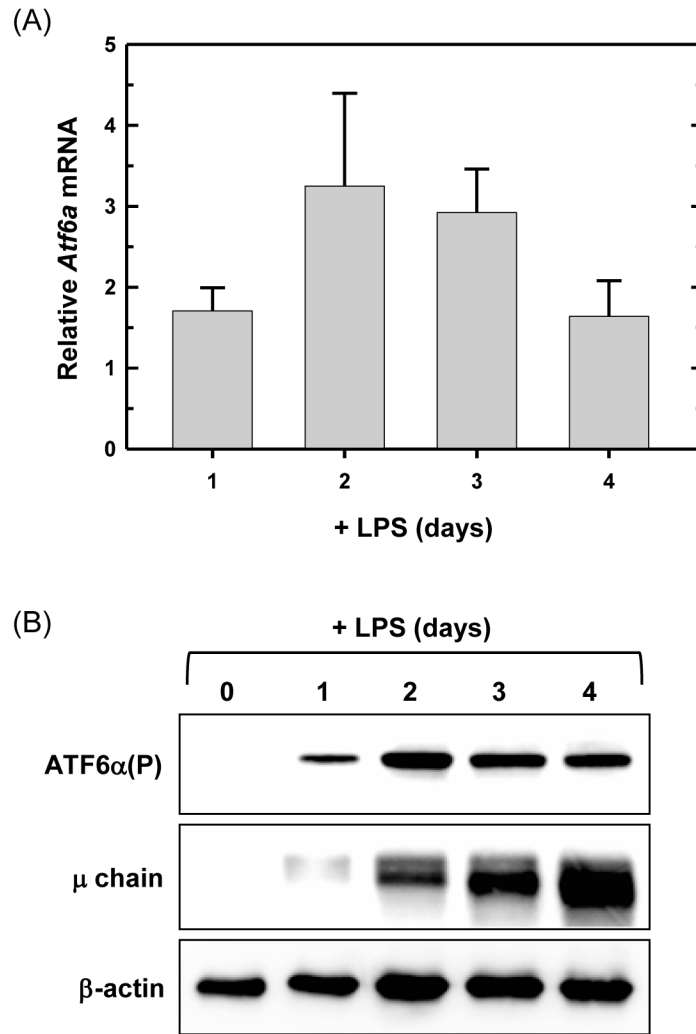 (A)
5
4
3
2
1
0
Relative Atf6a mRNA
1 2 3 4
+ LPS (days)
(B)
+ LPS (days)
0 1 2 3 4
ATF6α(P)
μ chain
β-actin